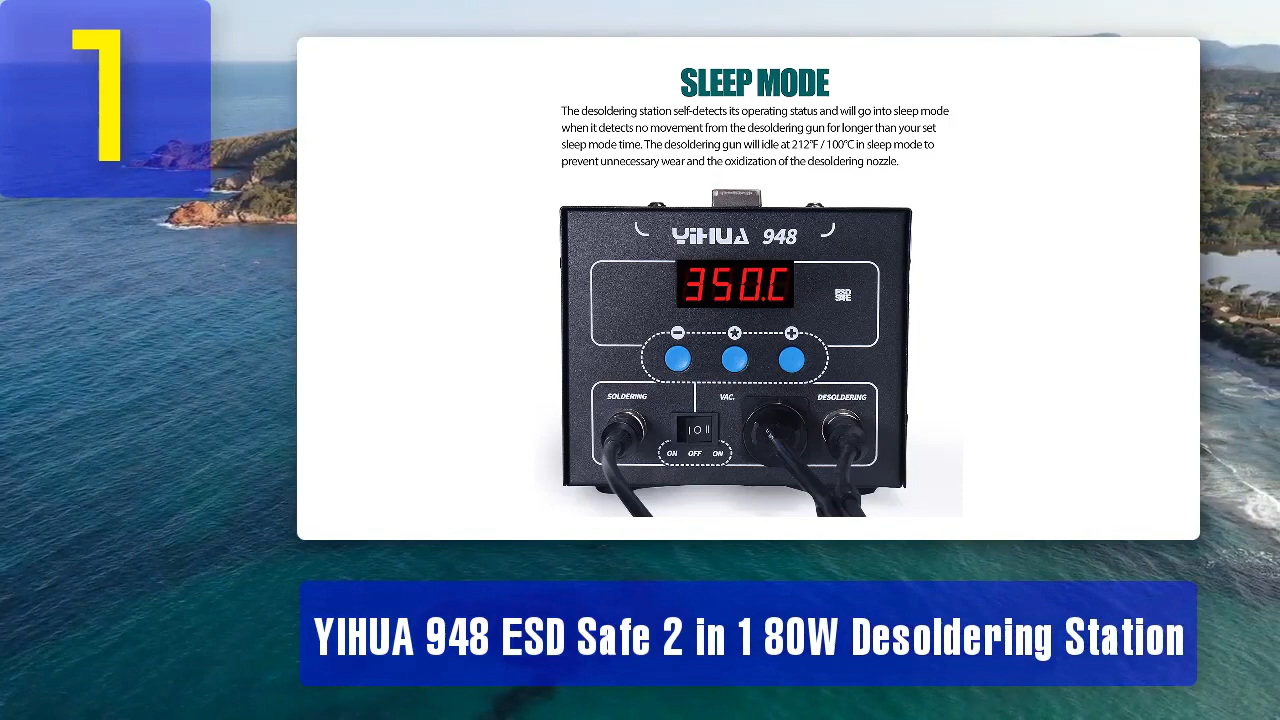 1
SLEEP MODE
The desoldering station self-detects its operating status and will go into sleep mode
when it detects no movement from the desoldering gun for longer than your set
sleep mode time. The desoldering gun will idle at 212°F / 100°C in sleep mode to
prevent unnecessary wear and the oxidization of the desoldering nozzle.
YIHUA 948
350.C
ESD
SAFE
SOLDERING
VAC.
DESOLDERING
I O II
ON OFF ON
YIHUA 948 ESD Safe 2 in 1 80W Desoldering Station